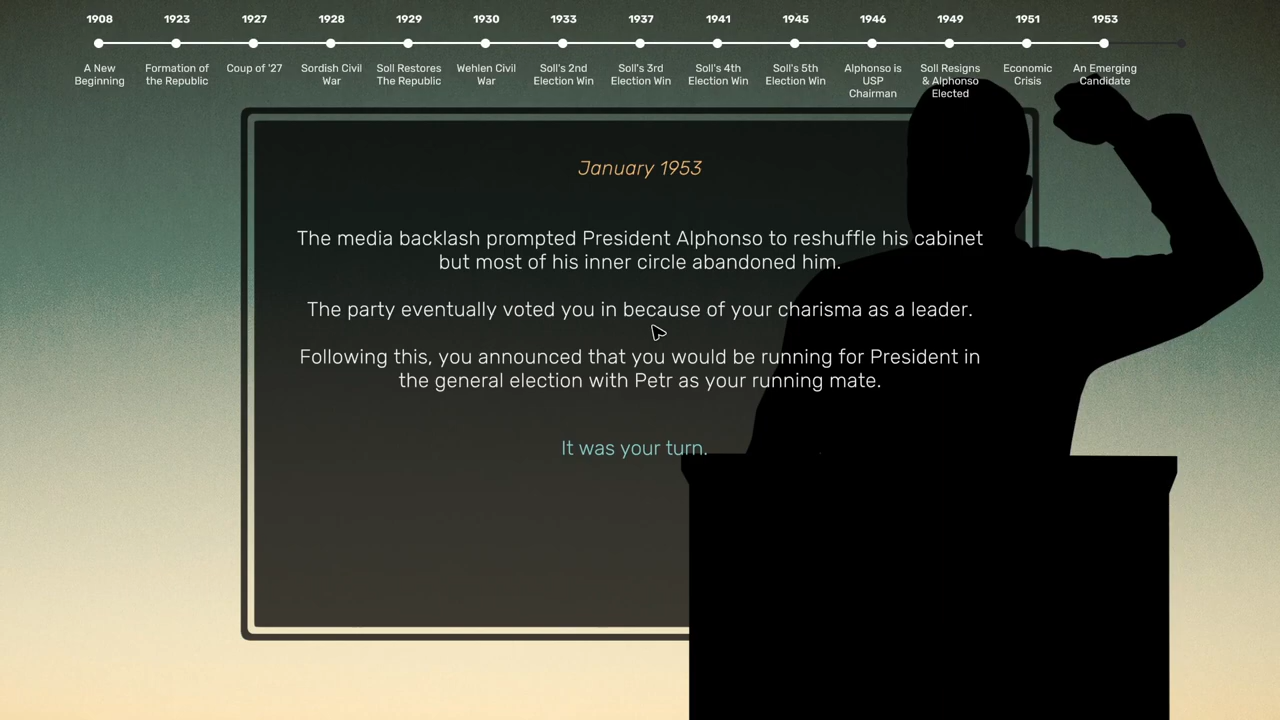 1908 1923 1927 1928 1929 1930 1933 1937 1941 1945 1946 1949 1951 1953
A New Beginning
Formation of the Republic
Coup of '27
Sordish Civil War
Soll Restores The Republic
Wehlen Civil War
Soll's 2nd Election Win
Soll's 3rd Election Win
Soll's 4th Election Win
Soll's 5th Election Win
Alphonso is USP Chairman
Soll Resigns & Alphonso Elected
Economic Crisis
An Emerging Candidate
January 1953
The media backlash prompted President Alphonso to reshuffle his cabinet
but most of his inner circle abandoned him.
The party eventually voted you in because of your charisma as a leader.
Following this, you announced that you would be running for President in
the general election with Petr as your running mate.
It was your turn.